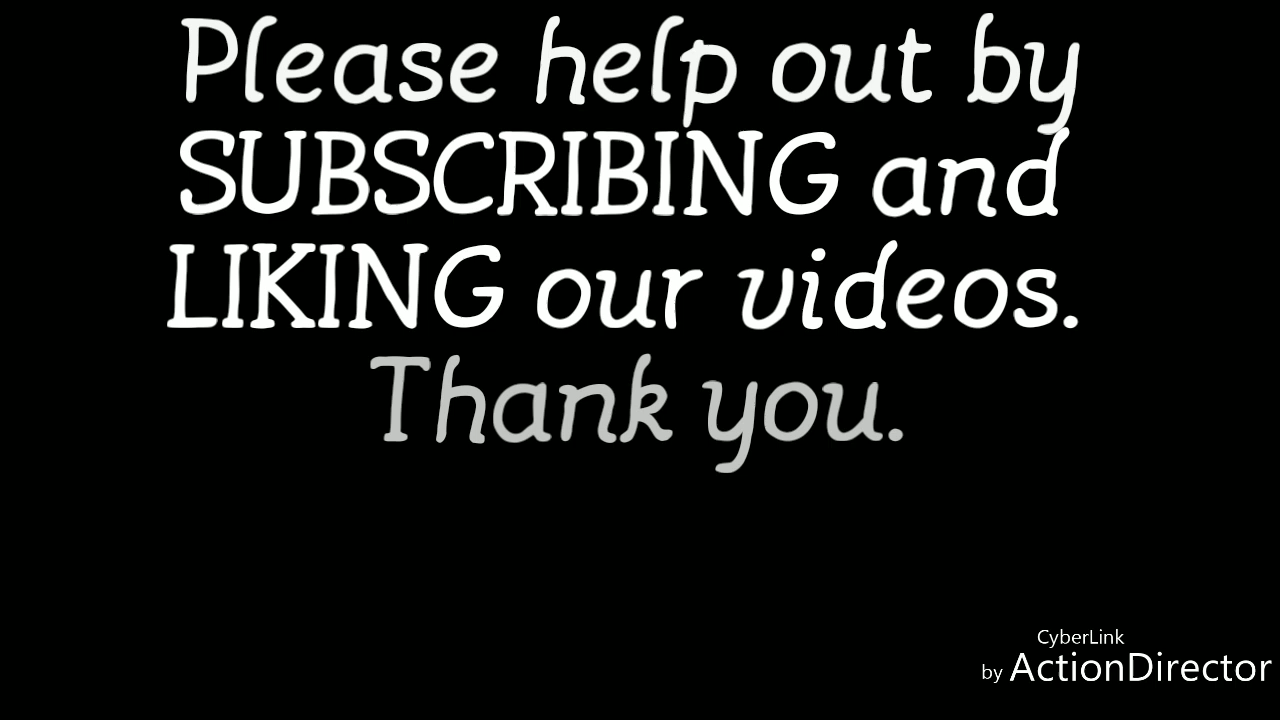 Please help out by
SUBSCRIBING and
LIKING our videos.
Thank you.
CyberLink
by ActionDirector